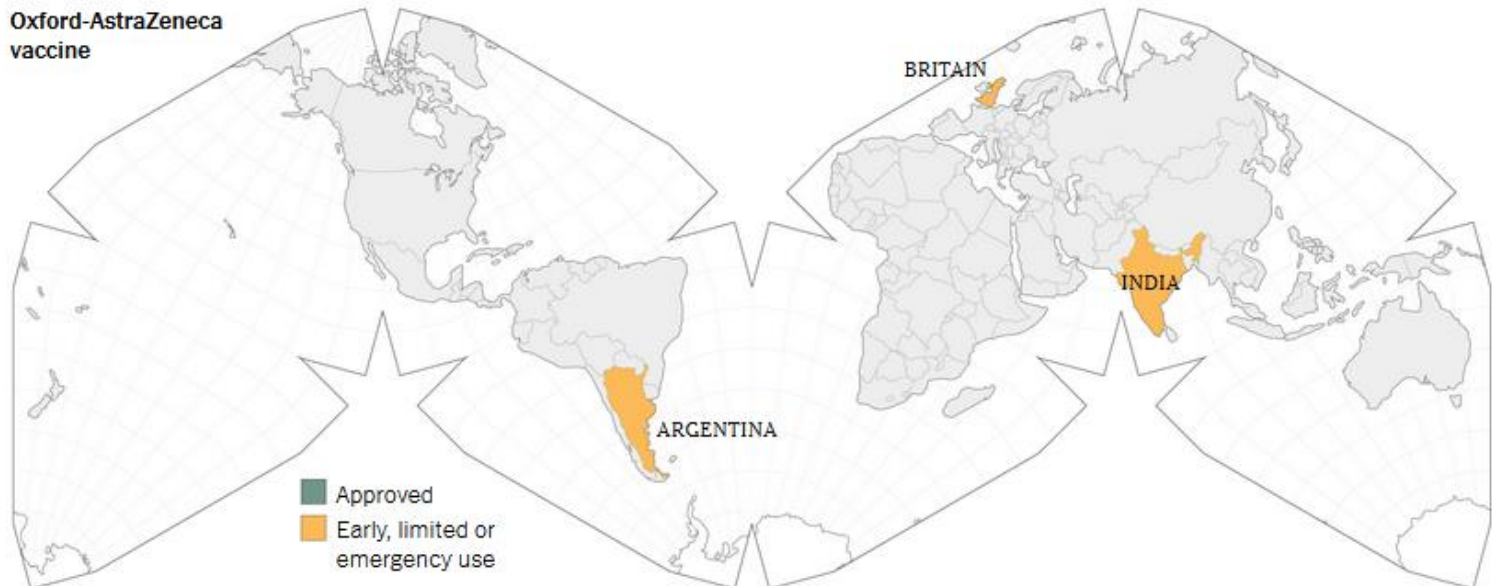 Oxford-AstraZeneca
vaccine
BRITAIN
INDIA
ARGENTINA
Approved
Early, limited or
emergency use